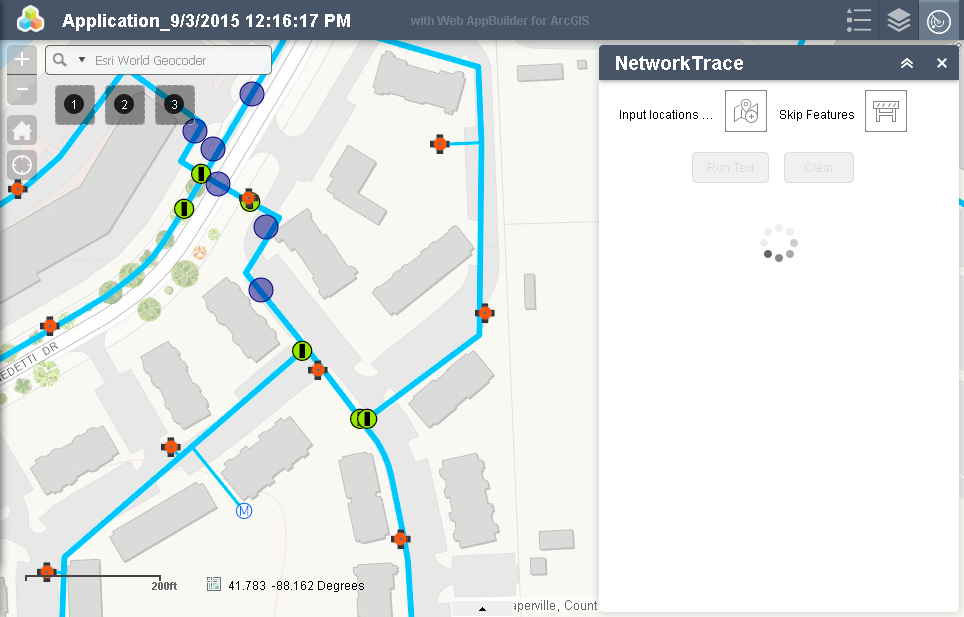 Application_9/3/2015 12:16:17 PM
with Web AppBuilder for ArcGIS
Esri World Geocoder
1 2 3
NetworkTrace
Input locations ...
Skip Features
Run Text
Clear
EDETTI DR
M
200ft
41.783 -88.162 Degrees
aperville, Count